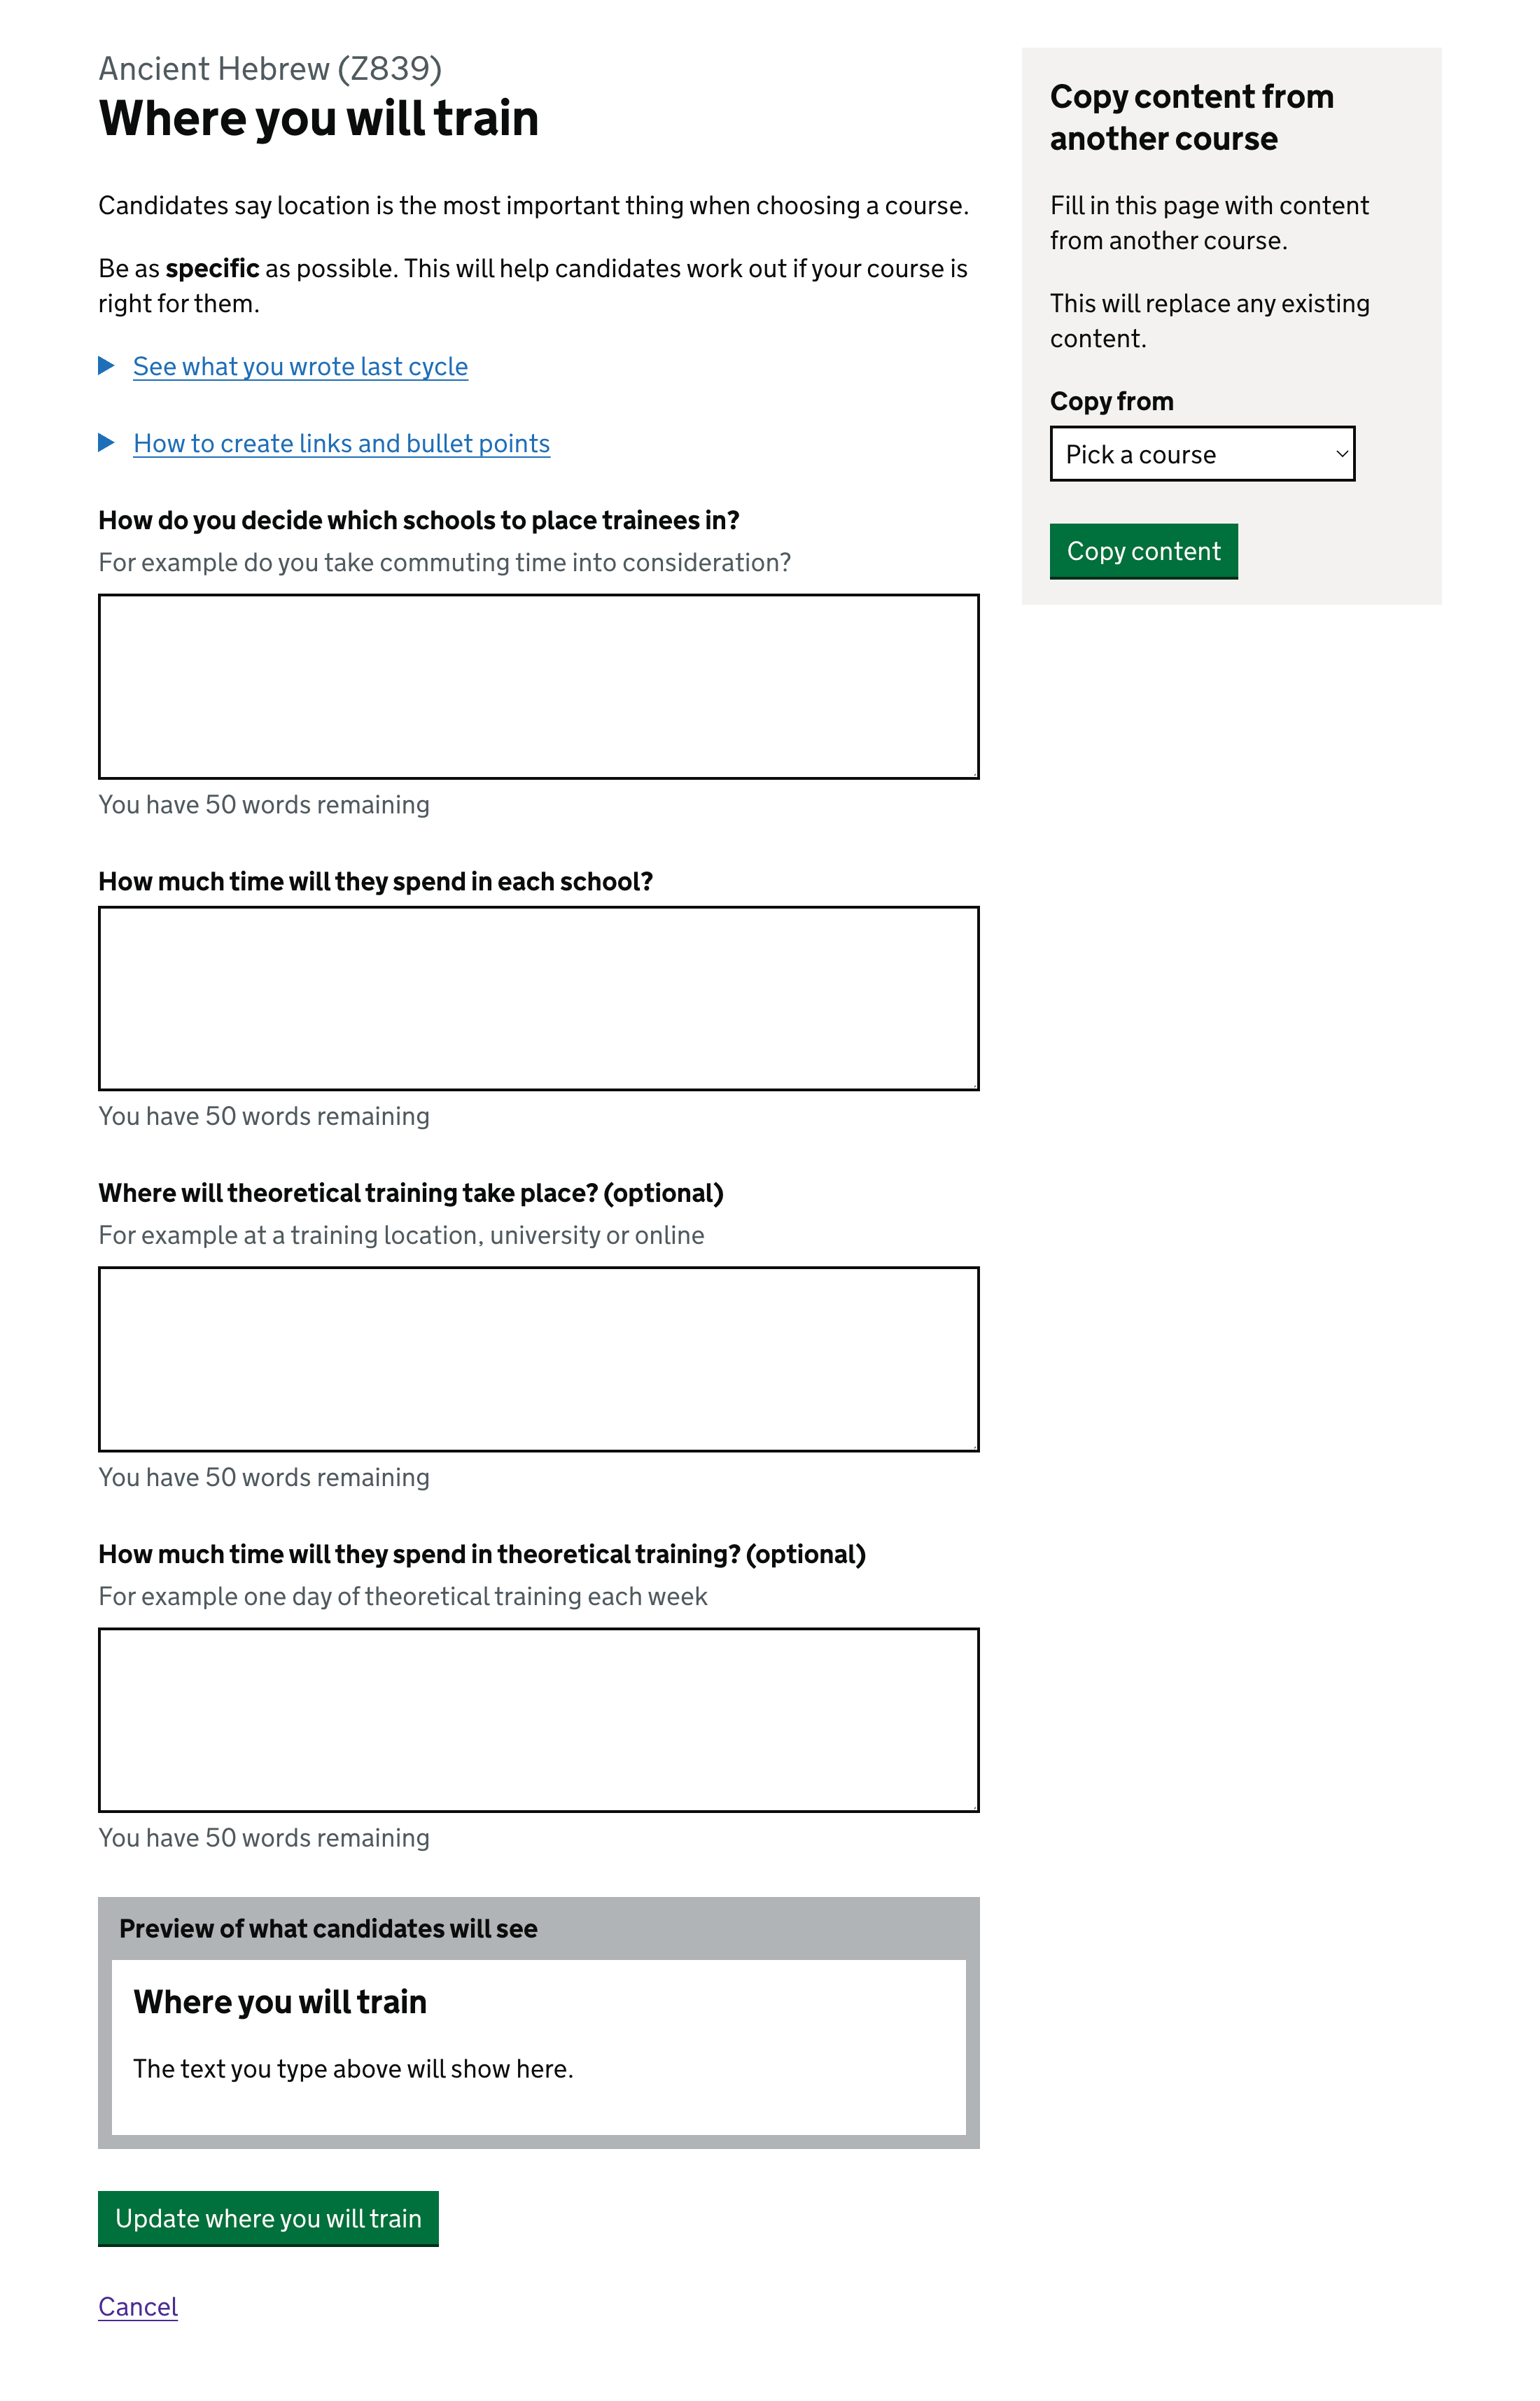 Ancient Hebrew (Z839)
Where you will train
Candidates say location is the most important thing when choosing a course.
Be as specific as possible. This will help candidates work out if your course is
right for them.
See what you wrote last cycle
How to create links and bullet points
How do you decide which schools to place trainees in?
For example do you take commuting time into consideration?
You have 50 words remaining
How much time will they spend in each school?
You have 50 words remaining
Where will theoretical training take place? (optional)
For example at a training location, university or online
You have 50 words remaining
How much time will they spend in theoretical training? (optional)
For example one day of theoretical training each week
You have 50 words remaining
Preview of what candidates will see
Where you will train
The text you type above will show here.
Update where you will train
Cancel
Copy content from
another course
Fill in this page with content
from another course.
This will replace any existing
content.
Copy from
Pick a course
Copy content